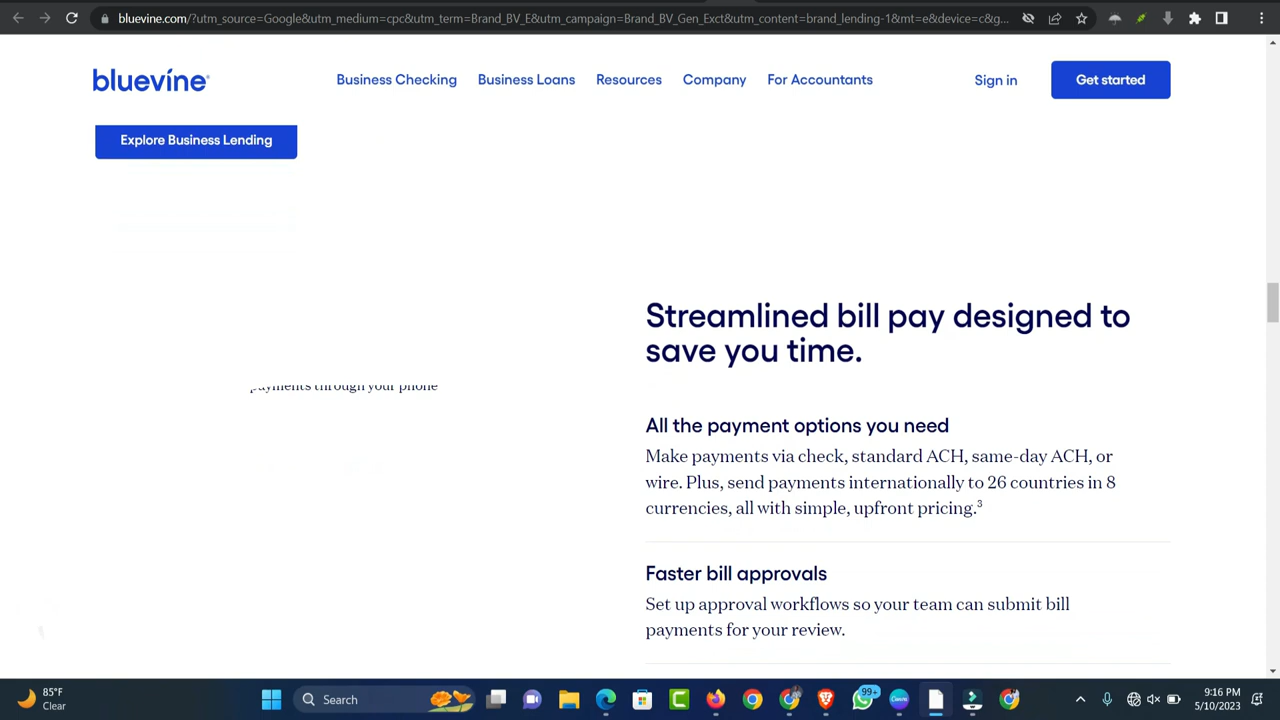 bluevine.com/?utm_source=Google&utm_medium=cpc&utm_term=Brand_BV_E&utm_campaign=Brand_BV_Gen_Exct&utm_content=brand_lending-1&mt=e&device=c&g...
bluevine
Business Checking
Business Loans
Resources
Company
For Accountants
Sign in
Get started
Explore Business Lending
Streamlined bill pay designed to
save you time.
payments through your phone
All the payment options you need
Make payments via check, standard ACH, same-day ACH, or
wire. Plus, send payments internationally to 26 countries in 8
currencies, all with simple, upfront pricing.³
Faster bill approvals
Set up approval workflows so your team can submit bill
payments for your review.
85°F
Clear
Search
99+
9:16 PM
5/10/2023